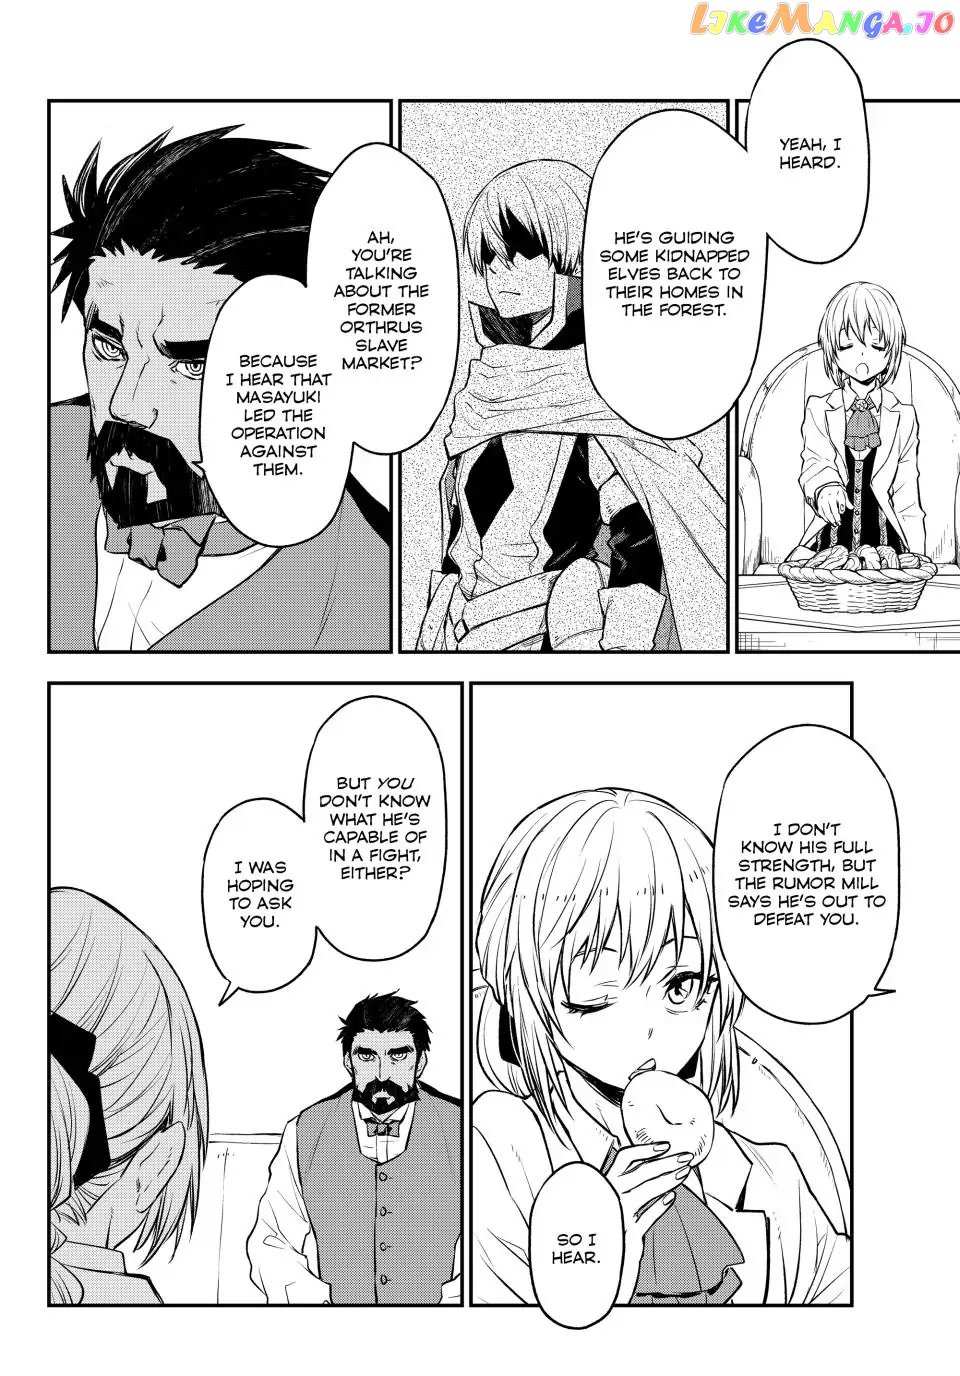 LIKEMANGA.IO
YEAH, I
HEARD.
HE'S GUIDING
SOME KIDNAPPED
ELVES BACK TO
THEIR HOMES IN
THE FOREST.
AH,
YOU'RE
TALKING
ABOUT THE
FORMER
ORTHRUS
SLAVE
MARKET?
BECAUSE
I HEAR THAT
MASAYUKI
LED THE
OPERATION
AGAINST
THEM.
I DON'T
KNOW HIS FULL
STRENGTH, BUT
THE RUMOR MILL
SAYS HE'S OUT TO
DEFEAT YOU.
SO I
HEAR.
BUT YOU
DON'T KNOW
WHAT HE'S
CAPABLE OF
IN A FIGHT,
EITHER?
I WAS
HOPING
TO ASK
YOU.